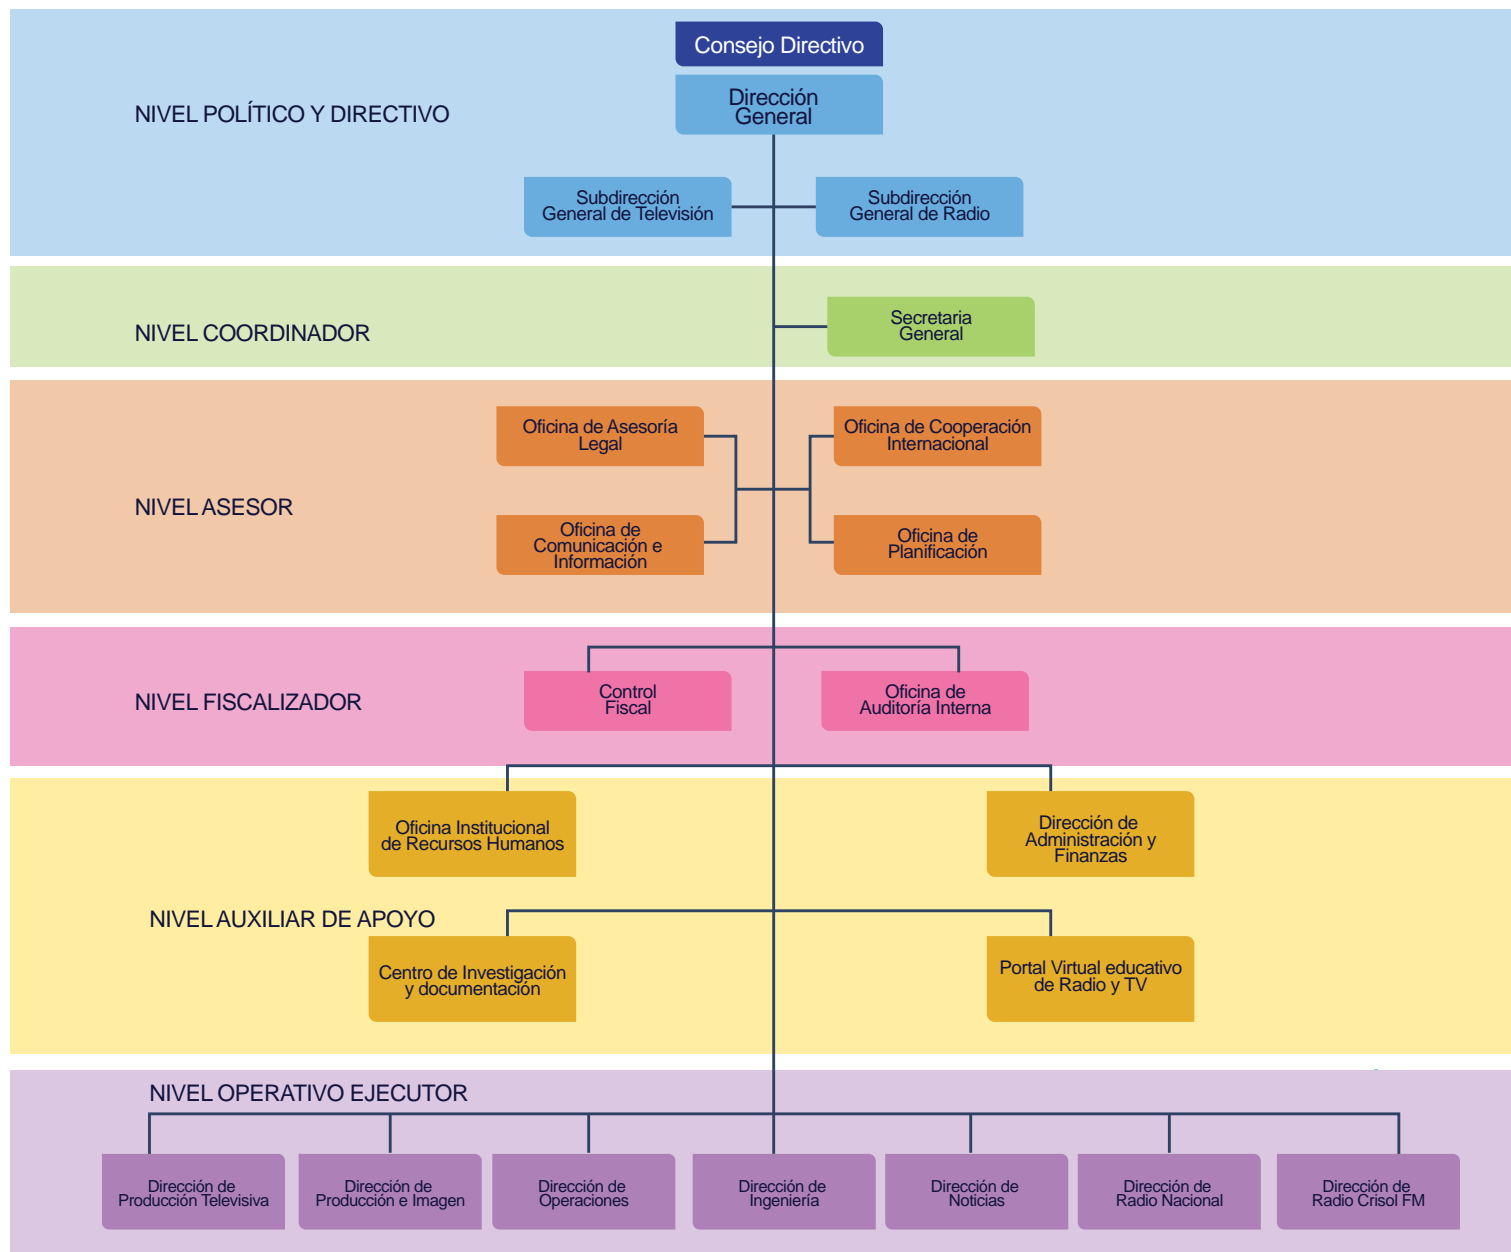 Consejo Directivo
NIVEL POLÍTICO Y DIRECTIVO
Dirección
General
Subdirección
General de Televisión
Subdirección
General de Radio
NIVEL COORDINADOR
Secretaria
General
NIVEL ASESOR
Oficina de Asesoría
Legal
Oficina de Cooperación
Internacional
Oficina de
Comunicación e
Información
Oficina de
Planificación
NIVEL FISCALIZADOR
Control
Fiscal
Oficina de
Auditoría Interna
NIVEL AUXILIAR DE APOYO
Oficina Institucional
de Recursos Humanos
Dirección de
Administración y
Finanzas
Centro de Investigación
y documentación
Portal Virtual educativo
de Radio y TV
NIVEL OPERATIVO EJECUTOR
Dirección de
Producción Televisiva
Dirección de
Producción e Imagen
Dirección de
Operaciones
Dirección de
Ingeniería
Dirección de
Noticias
Dirección de
Radio Nacional
Dirección de
Radio Crisol FM